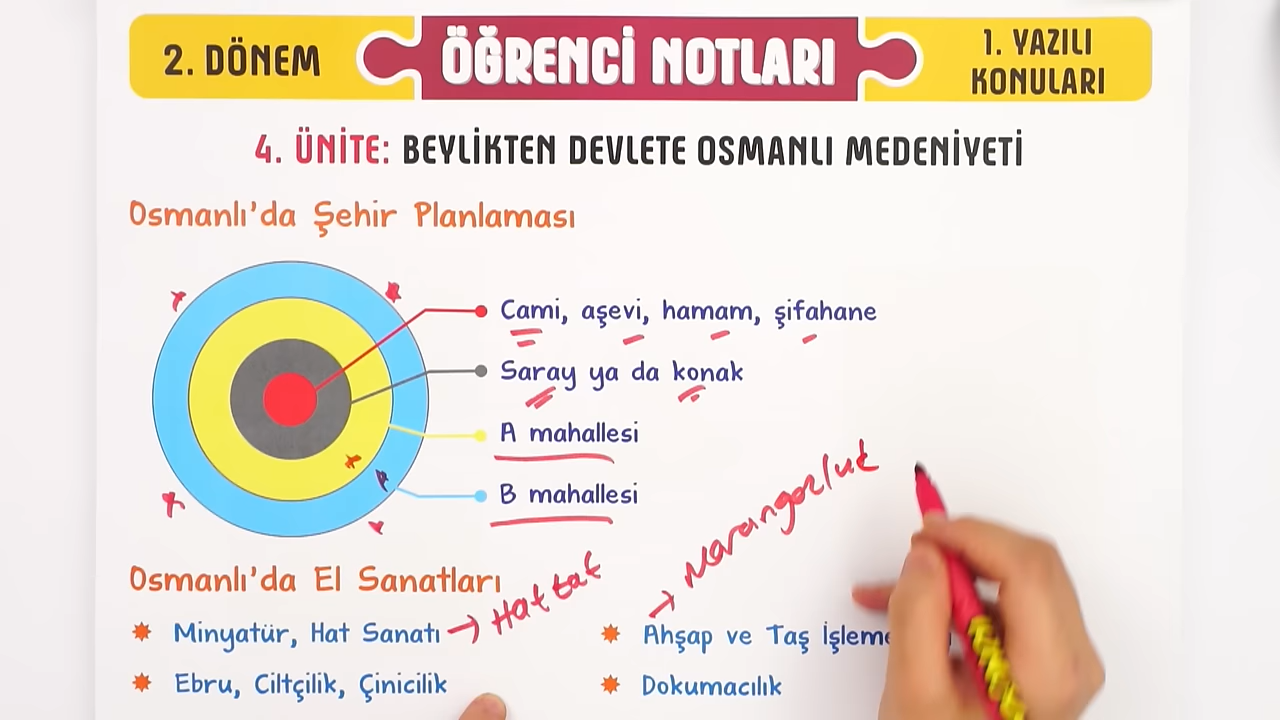 2. DÖNEM
ÖĞRENCİ NOTLARI
1. YAZILI
KONULARI
4. ÜNİTE: BEYLİKTEN DEVLETE OSMANLI MEDENİYETİ
Osmanlı'da Şehir Planlaması
Cami, aşevi, hamam, şifahane
Saray ya da konak
A mahallesi
B mahallesi
Marangozluk
Osmanlı'da El Sanatları
Hattat
Minyatür, Hat Sanatı
Ahşap ve Taş
Ebru, Ciltçilik, Çinicilik
Dokumacılık